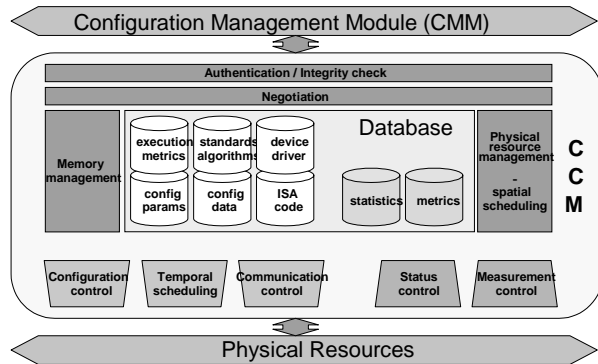 Configuration Management Module (CMM)
Authentication / Integrity check
Negotiation
Memory
management
Database
execution
metrics
standards
algorithms
device
driver
config
params
config
data
ISA
code
statistics
metrics
Physical
resource
management
-
spatial
scheduling
C
C
M
Configuration
control
Temporal
scheduling
Communication
control
Status
control
Measurement
control
Physical Resources